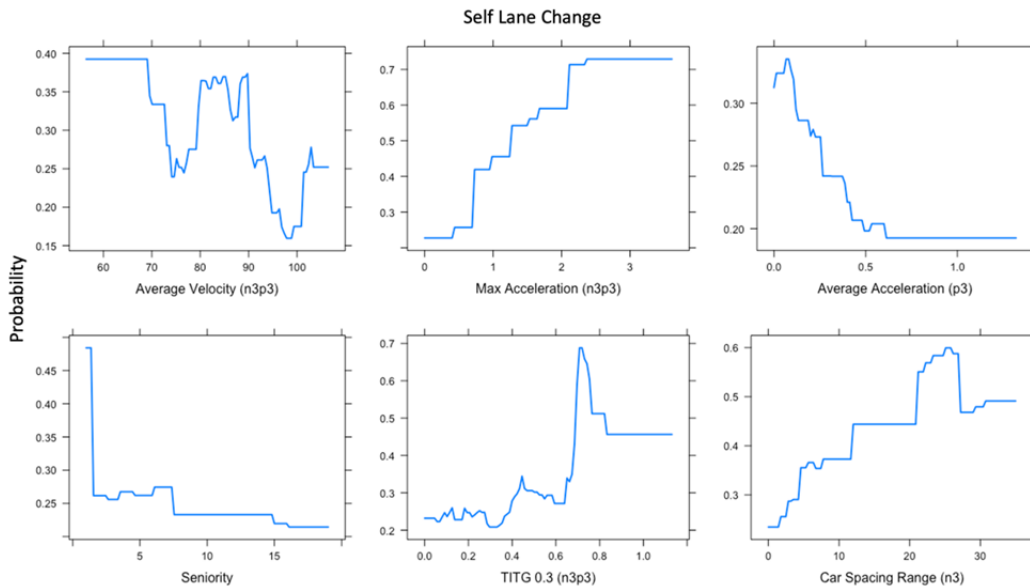 Self Lane Change
Probability
0.40
0.35
0.30
0.25
0.20
0.15
60 70 80 90 100
Average Velocity (n3p3)
0.7
0.6
0.5
0.4
0.3
0 1 2 3
Max Acceleration (n3p3)
0.30
0.25
0.20
0.0 0.5 1.0
Average Acceleration (p3)
0.45
0.40
0.35
0.30
0.25
5 10 15
Seniority
0.7
0.6
0.5
0.4
0.3
0.2
0.0 0.2 0.4 0.6 0.8 1.0
TITG 0.3 (n3p3)
0.6
0.5
0.4
0.3
0 10 20 30
Car Spacing Range (n3)